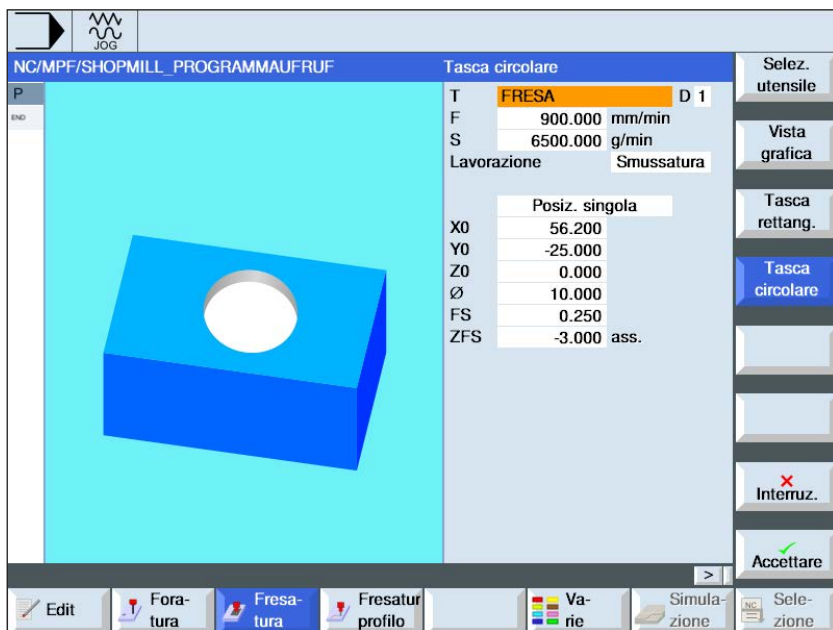 JOG
NC/MPF/SHOPMILL_PROGRAMMAUFRUF
Tasca circolare
P
END
T FRESA D 1
F 900.000 mm/min
S 6500.000 g/min
Lavorazione Smussatura
Posiz. singola
X0 56.200
Y0 -25.000
Z0 0.000
Ø 10.000
FS 0.250
ZFS -3.000 ass.
Selez.
utensile
Vista
grafica
Tasca
rettang.
Tasca
circolare
Interruz.
Accettare
>
Edit
Fora-
tura
Fresa-
tura
Fresatur
profilo
Va-
rie
Simula-
zione
NC
Sele-
zione